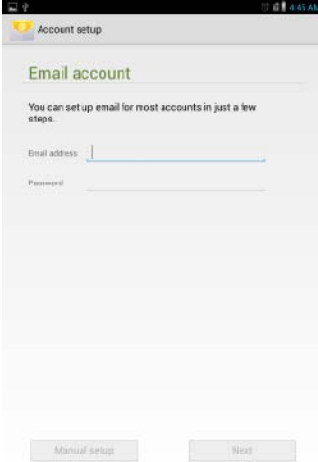 4:45 AM
Account setup
Email account
You can set up email for most accounts in just a few
steps.
Email address
Password
Manual setup
Next